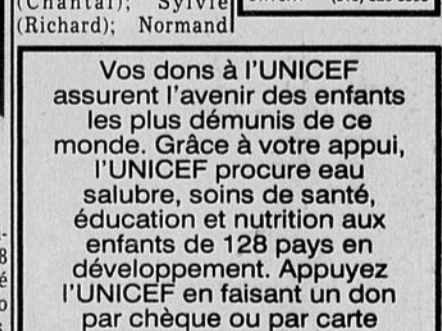 (Chantal); Sylvie
(Richard); Normand
Vos dons à l'UNICEF
assurent l'avenir des enfants
les plus démunis de ce
monde. Grâce à votre appui,
l'UNICEF procure eau
salubre, soins de santé,
éducation et nutrition aux
enfants de 128 pays en
développement. Appuyez
l'UNICEF en faisant un don
par chèque ou par carte